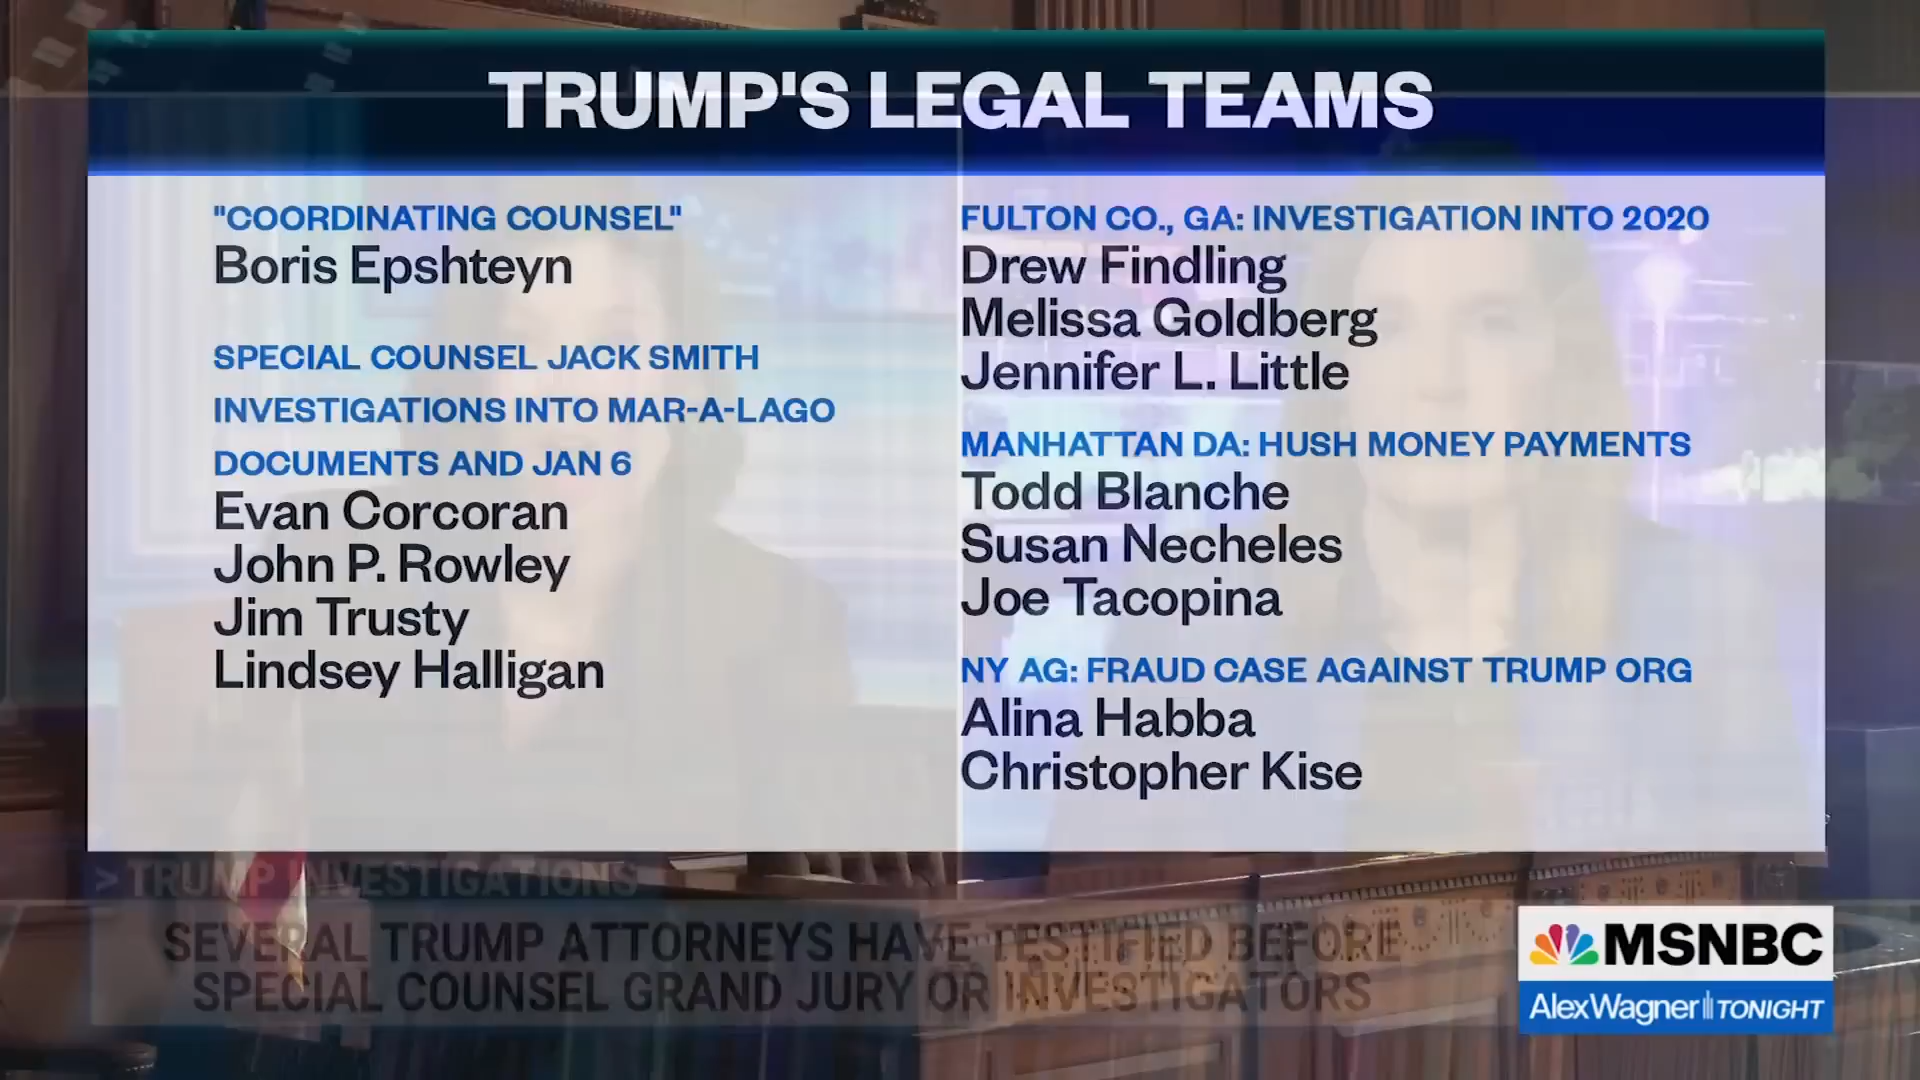 TRUMP'S LEGAL TEAMS
"COORDINATING COUNSEL"
Boris Epshteyn
SPECIAL COUNSEL JACK SMITH
INVESTIGATIONS INTO MAR-A-LAGO
DOCUMENTS AND JAN 6
Evan Corcoran
John P. Rowley
Jim Trusty
Lindsey Halligan
FULTON CO., GA: INVESTIGATION INTO 2020
Drew Findling
Melissa Goldberg
Jennifer L. Little
MANHATTAN DA: HUSH MONEY PAYMENTS
Todd Blanche
Susan Necheles
Joe Tacopina
NY AG: FRAUD CASE AGAINST TRUMP ORG
Alina Habba
Christopher Kise
> TRUMP INVESTIGATIONS
SEVERAL TRUMP ATTORNEYS HAVE TESTIFIED BEFORE
SPECIAL COUNSEL GRAND JURY OR INVESTIGATORS
MSNBC
AlexWagner TONIGHT